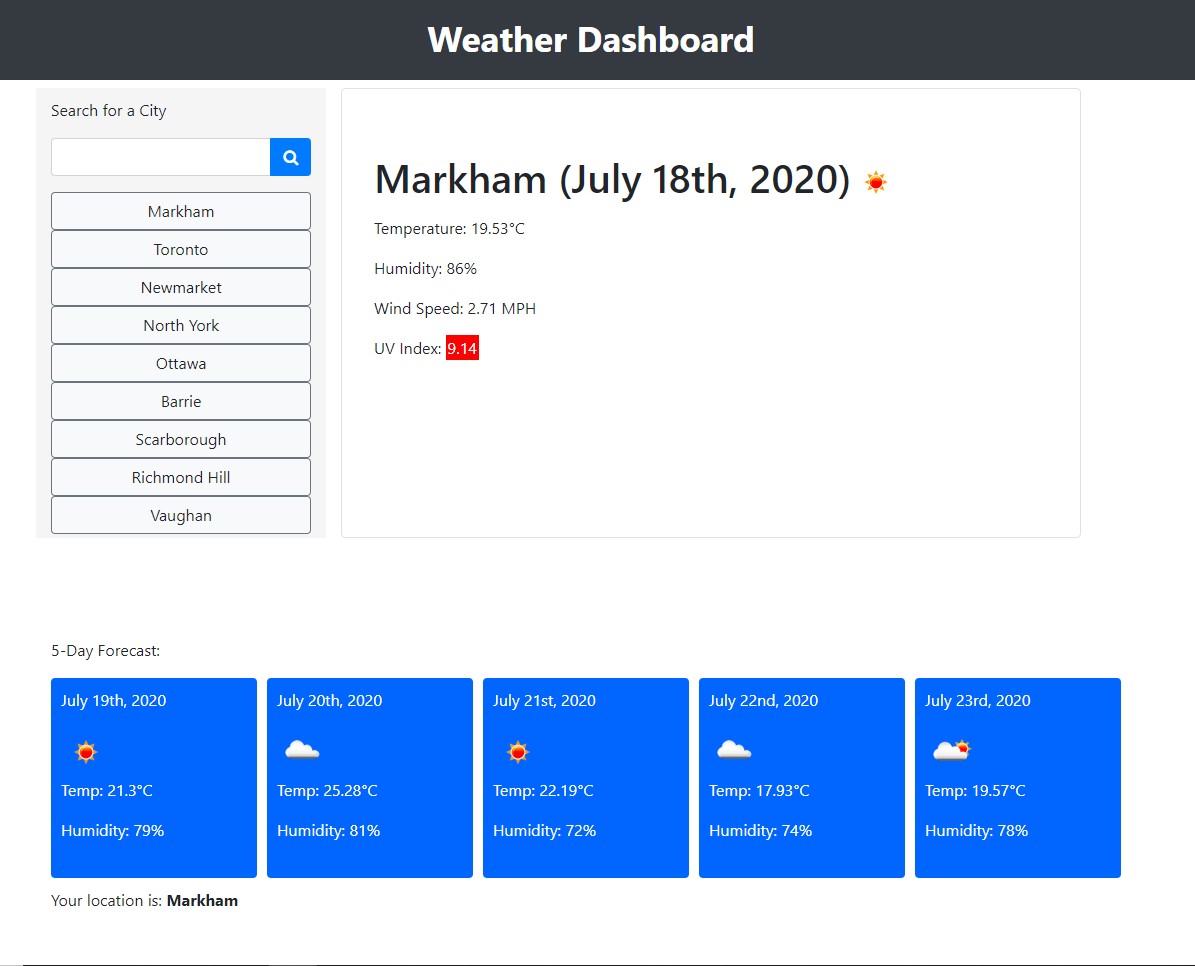 Weather Dashboard
Search for a City
Markham
Toronto
Newmarket
North York
Ottawa
Barrie
Scarborough
Richmond Hill
Vaughan
Markham (July 18th, 2020)
Temperature: 19.53°C
Humidity: 86%
Wind Speed: 2.71 MPH
UV Index: 9.14
5-Day Forecast:
July 19th, 2020
Temp: 21.3°C
Humidity: 79%
July 20th, 2020
Temp: 25.28°C
Humidity: 81%
July 21st, 2020
Temp: 22.19°C
Humidity: 72%
July 22nd, 2020
Temp: 17.93°C
Humidity: 74%
July 23rd, 2020
Temp: 19.57°C
Humidity: 78%
Your location is: Markham